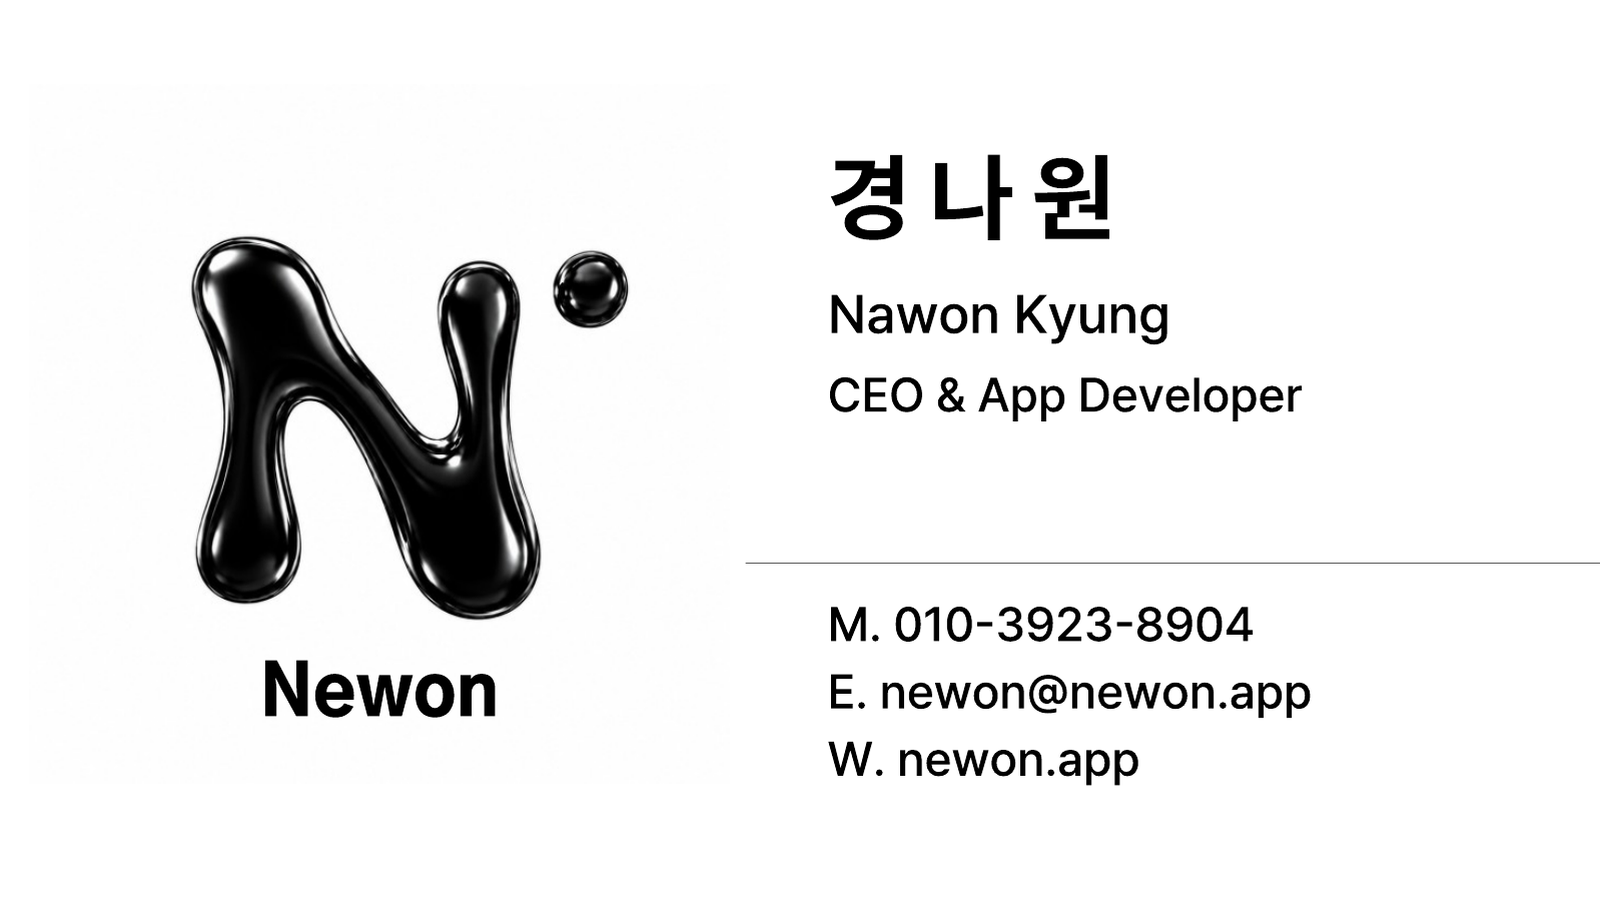 Newon
경나원
Nawon Kyung
CEO & App Developer
M. 010-3923-8904
E. newon@newon.app
W. newon.app